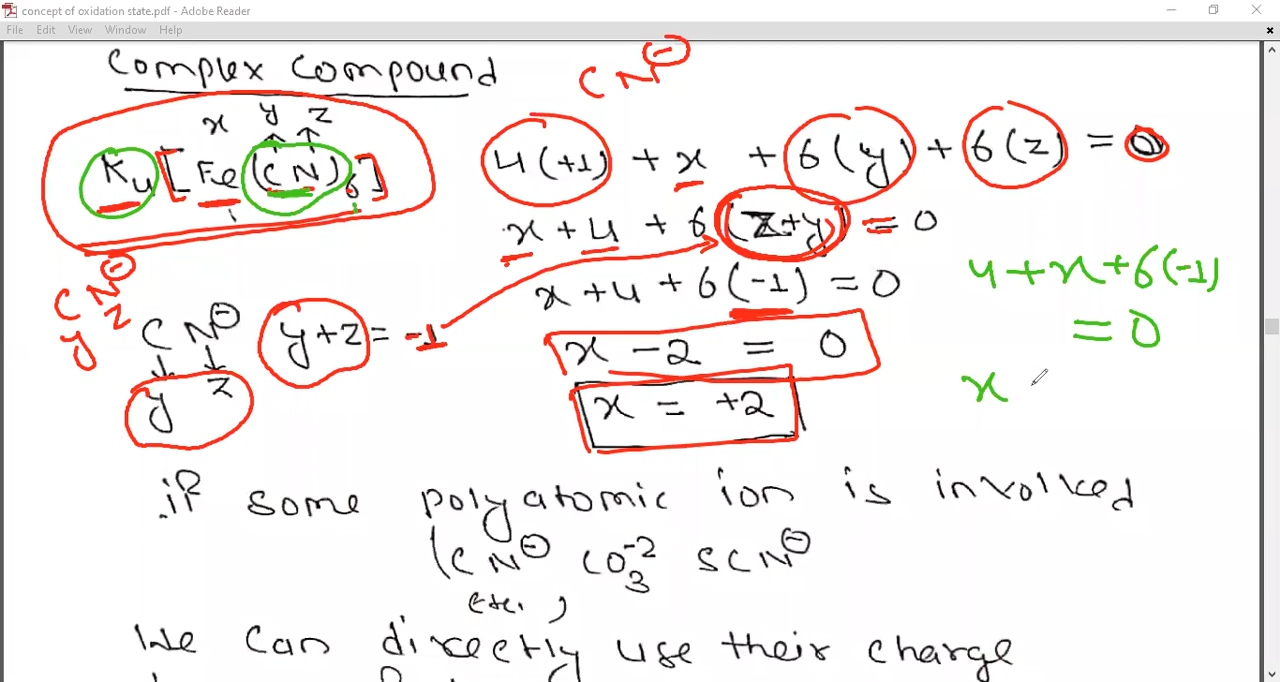 concept of oxidation state.pdf - Adobe Reader
File Edit View Window Help
Complex Compound
CN⊖
x y z
K4[Fe(CN)6]
4(+1) + x + 6(y) + 6(z) = 0
x + 4 + 6(z+y) = 0
x + 4 + 6(-1) = 0
x - 2 = 0
x = +2
CN⊖
y z
CN⊖ y+z = -1
y z
4+x+6(-1)
= 0
x
if some polyatomic ion is involked
(CN⊖ CO3-2 SCN⊖
etc. )
We can directly use their charge